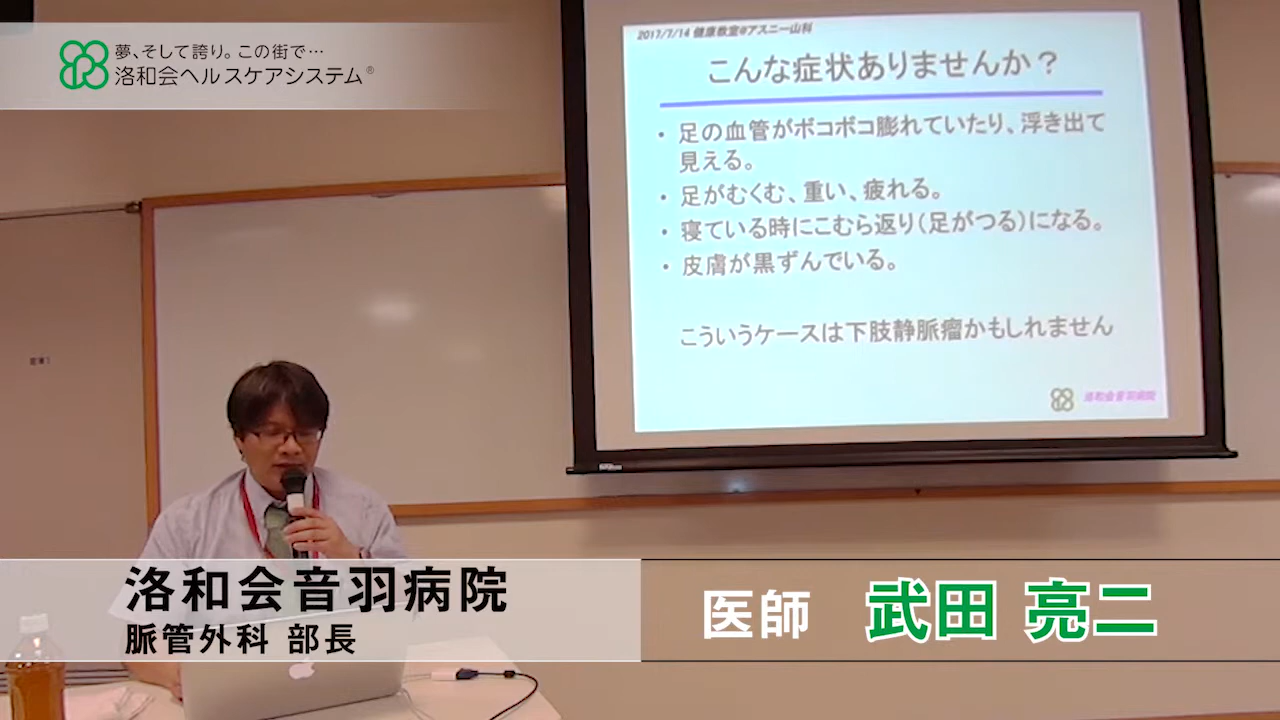 夢、そして誇り。この街で…
洛和会ヘルスケアシステム®
2017/7/14 健康教室@アスニー山科
こんな症状ありませんか?
・ 足の血管がボコボコ膨れていたり、浮き出て
見える。
・ 足がむくむ、重い、疲れる。
・ 寝ている時にこむら返り(足がつる)になる。
・ 皮膚が黒ずんでいる。
こういうケースは下肢静脈瘤かもしれません
洛和会音羽病院
洛和会音羽病院
脈管外科 部長
医師 武田 亮二